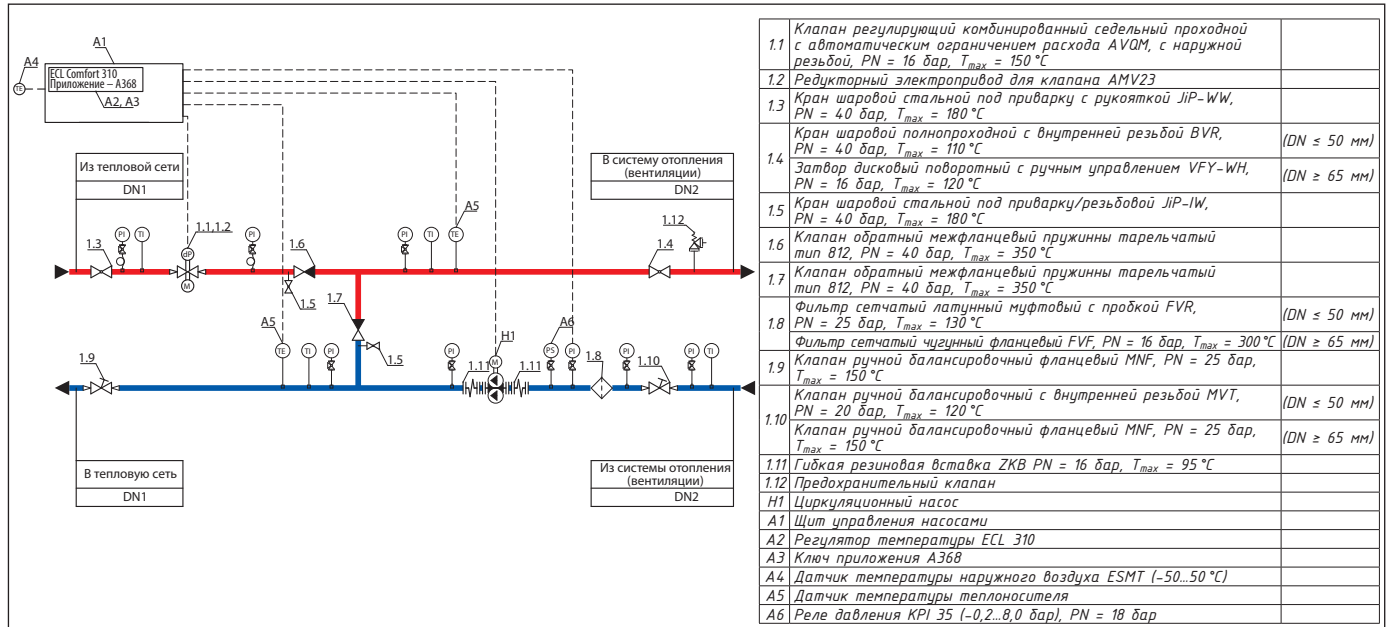 A1
A4
TE
ECL Comfort 310
Приложение – A368
A2, A3
Из тепловой сети
DN1
В систему отопления
(вентиляции)
DN2
A5
1.12
1.1,1.2
1.3
PI
TI
dP
M
PI
1.6
PI
TI
TE
1.4
1.5
1.7
A5
H1
A6
1.9
TE
TI
PI
1.5
PI
M
1.11
1.11
PS
PI
1.8
PI
1.10
PI
TI
В тепловую сеть
DN1
Из системы отопления
(вентиляции)
DN2
1.1 Клапан регулирующий комбинированный седельный проходной
с автоматическим ограничением расхода AVQM, с наружной
резьбой, PN = 16 бар, Tmax = 150 °C
1.2 Редукторный электропривод для клапана AMV23
1.3 Кран шаровой стальной под приварку с рукояткой JiP-WW,
PN = 40 бар, Tmax = 180 °C
1.4 Кран шаровой полнопроходной с внутренней резьбой BVR,
PN = 40 бар, Tmax = 110 °C (DN ≤ 50 мм)
Затвор дисковый поворотный с ручным управлением VFY-WH,
PN = 16 бар, Tmax = 120 °C (DN ≥ 65 мм)
1.5 Кран шаровой стальной под приварку/резьбовой JiP-IW,
PN = 40 бар, Tmax = 180 °C
1.6 Клапан обратный межфланцевый пружинны тарельчатый
тип 812, PN = 40 бар, Tmax = 350 °C
1.7 Клапан обратный межфланцевый пружинны тарельчатый
тип 812, PN = 40 бар, Tmax = 350 °C
1.8 Фильтр сетчатый латунный муфтовый с пробкой FVR,
PN = 25 бар, Tmax = 130 °C (DN ≤ 50 мм)
Фильтр сетчатый чугунный фланцевый FVF, PN = 16 бар, Tmax = 300 °C (DN ≥ 65 мм)
1.9 Клапан ручной балансировочный фланцевый MNF, PN = 25 бар,
Tmax = 150 °C
1.10 Клапан ручной балансировочный с внутренней резьбой MVT,
PN = 20 бар, Tmax = 120 °C (DN ≤ 50 мм)
Клапан ручной балансировочный фланцевый MNF, PN = 25 бар,
Tmax = 150 °C (DN ≥ 65 мм)
1.11 Гибкая резиновая вставка ZKB PN = 16 бар, Tmax = 95 °C
1.12 Предохранительный клапан
H1 Циркуляционный насос
A1 Щит управления насосами
A2 Регулятор температуры ECL 310
A3 Ключ приложения A368
A4 Датчик температуры наружного воздуха ESMT (-50...50 °C)
A5 Датчик температуры теплоносителя
A6 Реле давления KPI 35 (-0,2...8,0 бар), PN = 18 бар